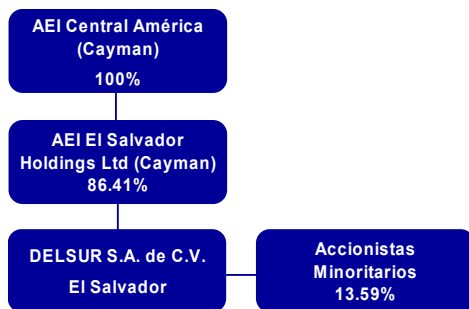 AEI Central América
(Cayman)
100%
AEI El Salvador
Holdings Ltd (Cayman)
86.41%
DELSUR S.A. de C.V.
El Salvador
Accionistas
Minoritarios
13.59%